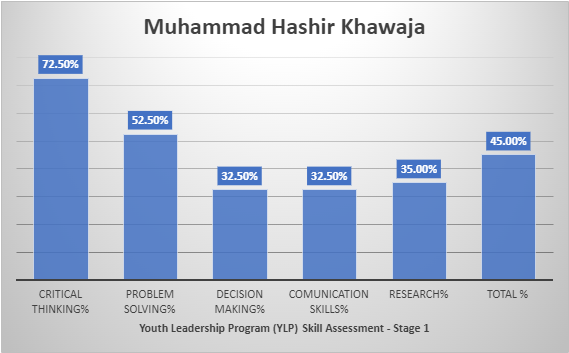 Muhammad Hashir Khawaja
72.50%
52.50%
32.50%
32.50%
35.00%
45.00%
CRITICAL THINKING%
PROBLEM SOLVING%
DECISION MAKING%
COMUNICATION SKILLS%
RESEARCH%
TOTAL %
Youth Leadership Program (YLP) Skill Assessment - Stage 1